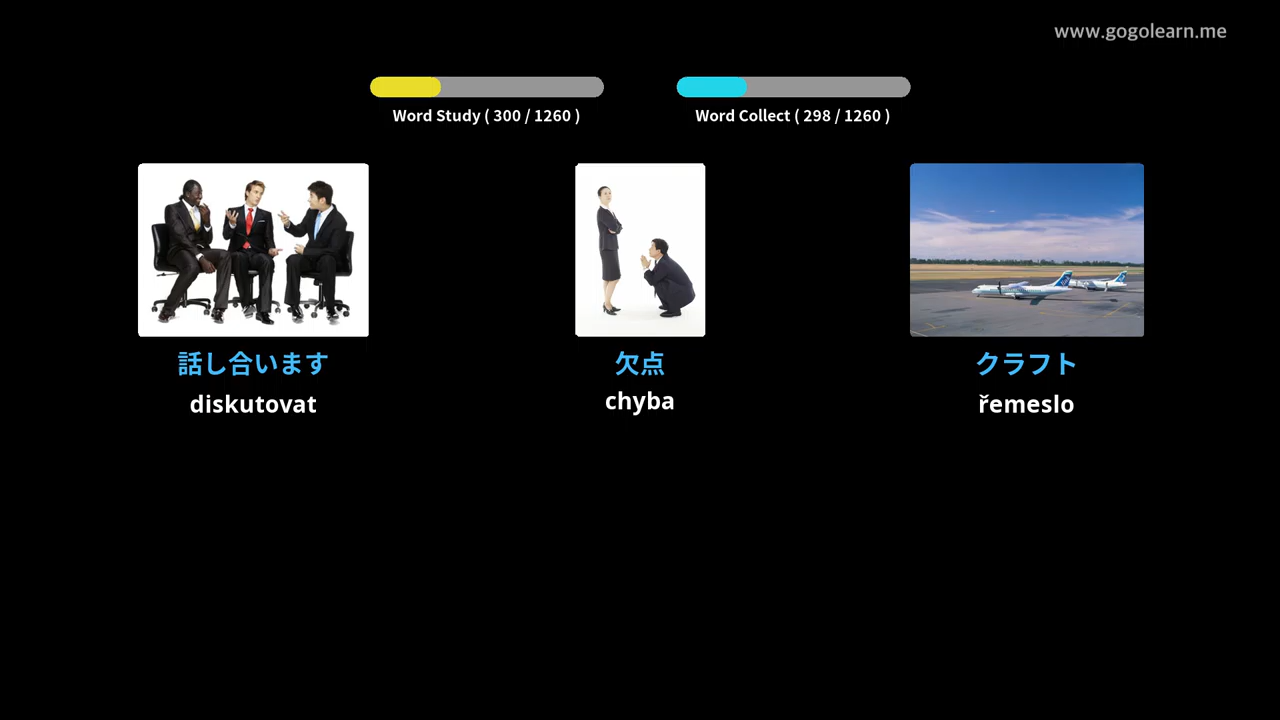 www.gogolearn.me
Word Study ( 300 / 1260 )
Word Collect ( 298 / 1260 )
話し合います
欠点
クラフト
diskutovat
chyba
řemeslo